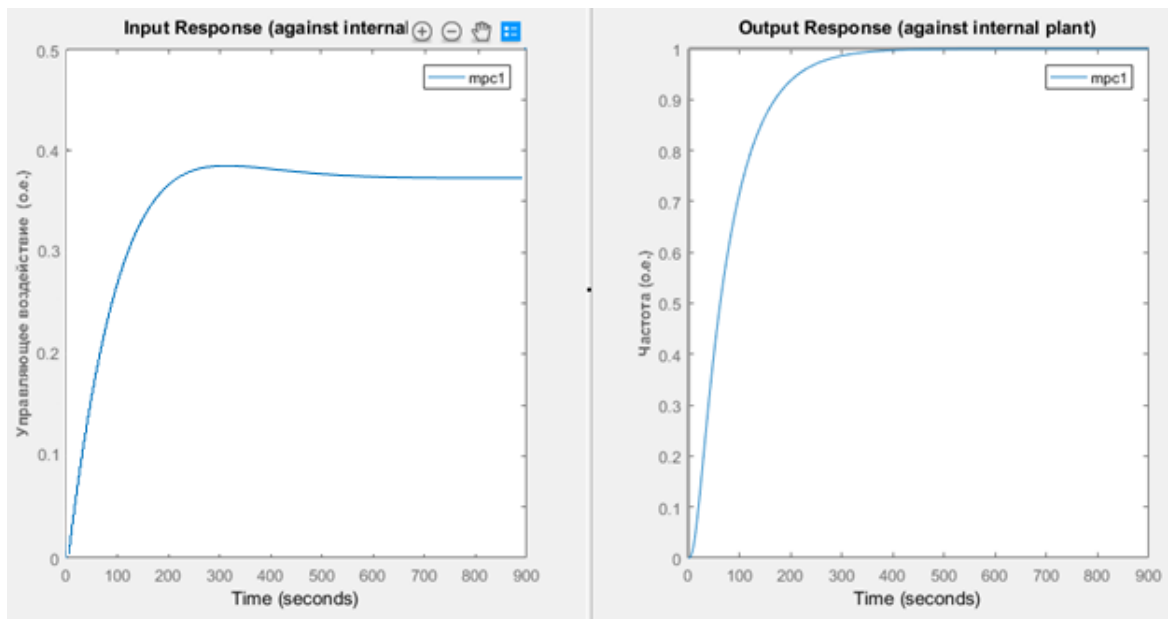 Input Response (against internal
0.5
0.4
0.3
0.2
0.1
0
Управляющее воздействие (о.е.)
mpc1
0 100 200 300 400 500 600 700 800 900
Time (seconds)
Output Response (against internal plant)
1
0.9
0.8
0.7
0.6
0.5
0.4
0.3
0.2
0.1
0
Частота (о.е.)
mpc1
0 100 200 300 400 500 600 700 800 900
Time (seconds)